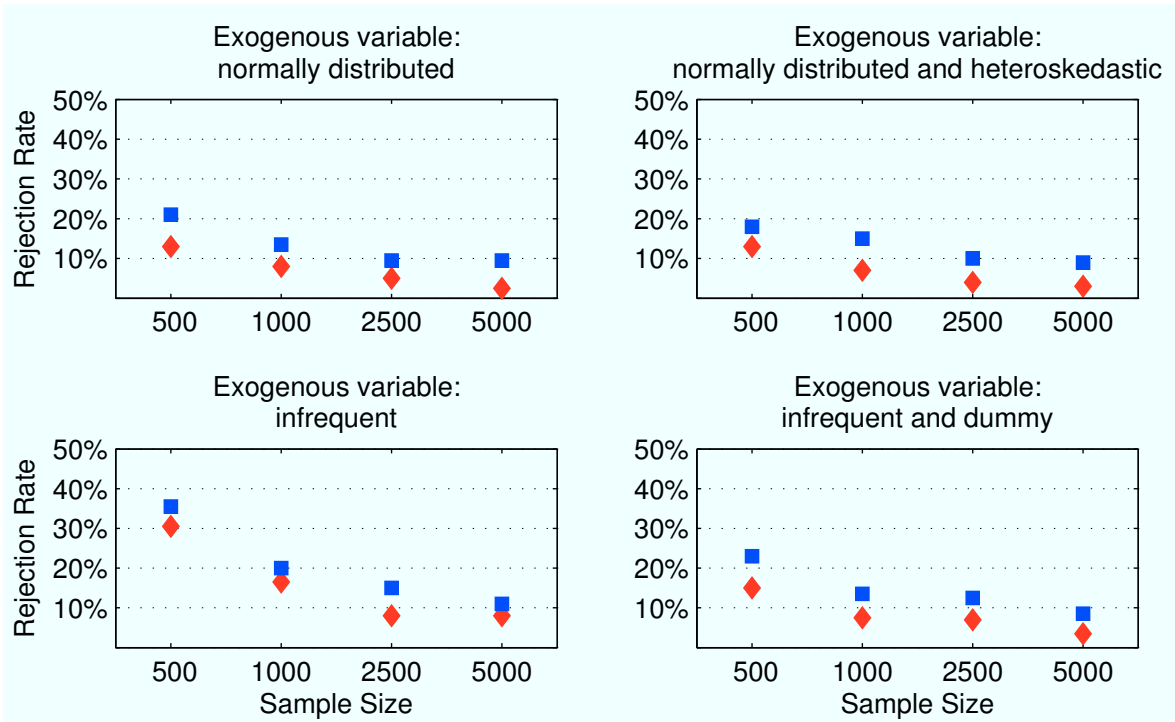 Exogenous variable:
normally distributed
50%
40%
30%
20%
10%
Rejection Rate
500 1000 2500 5000
Exogenous variable:
normally distributed and heteroskedastic
50%
40%
30%
20%
10%
500 1000 2500 5000
Exogenous variable:
infrequent
50%
40%
30%
20%
10%
Rejection Rate
500 1000 2500 5000
Sample Size
Exogenous variable:
infrequent and dummy
50%
40%
30%
20%
10%
500 1000 2500 5000
Sample Size